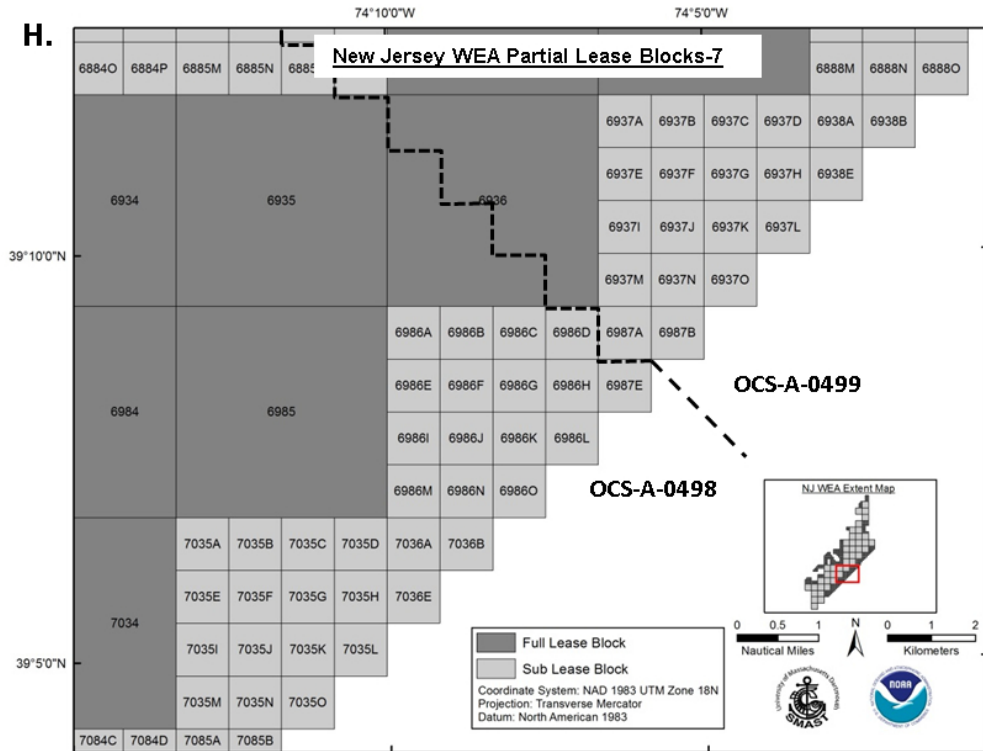 74°10'0"W 74°5'0"W
H.
New Jersey WEA Partial Lease Blocks-7
6884O 6884P 6885M 6885N 6885 6888M 6888N 6888O
6937A 6937B 6937C 6937D 6938A 6938B
6937E 6937F 6937G 6937H 6938E
6934 6935 6936
6937I 6937J 6937K 6937L
39°10'0"N
6937M 6937N 6937O
6986A 6986B 6986C 6986D 6987A 6987B
6986E 6986F 6986G 6986H 6987E
OCS-A-0499
6984 6985
6986I 6986J 6986K 6986L
6986M 6986N 6986O
OCS-A-0498
NJ WEA Extent Map
7035A 7035B 7035C 7035D 7036A 7036B
7035E 7035F 7035G 7035H 7036E
7034
0 0.5 1 N 0 1 2
Nautical Miles Kilometers
7035I 7035J 7035K 7035L
39°5'0"N
Full Lease Block
Sub Lease Block
Coordinate System: NAD 1983 UTM Zone 18N
Projection: Transverse Mercator
Datum: North American 1983
University of Massachusetts Dartmouth
SMAST
NOAA
7035M 7035N 7035O
7084C 7084D 7085A 7085B